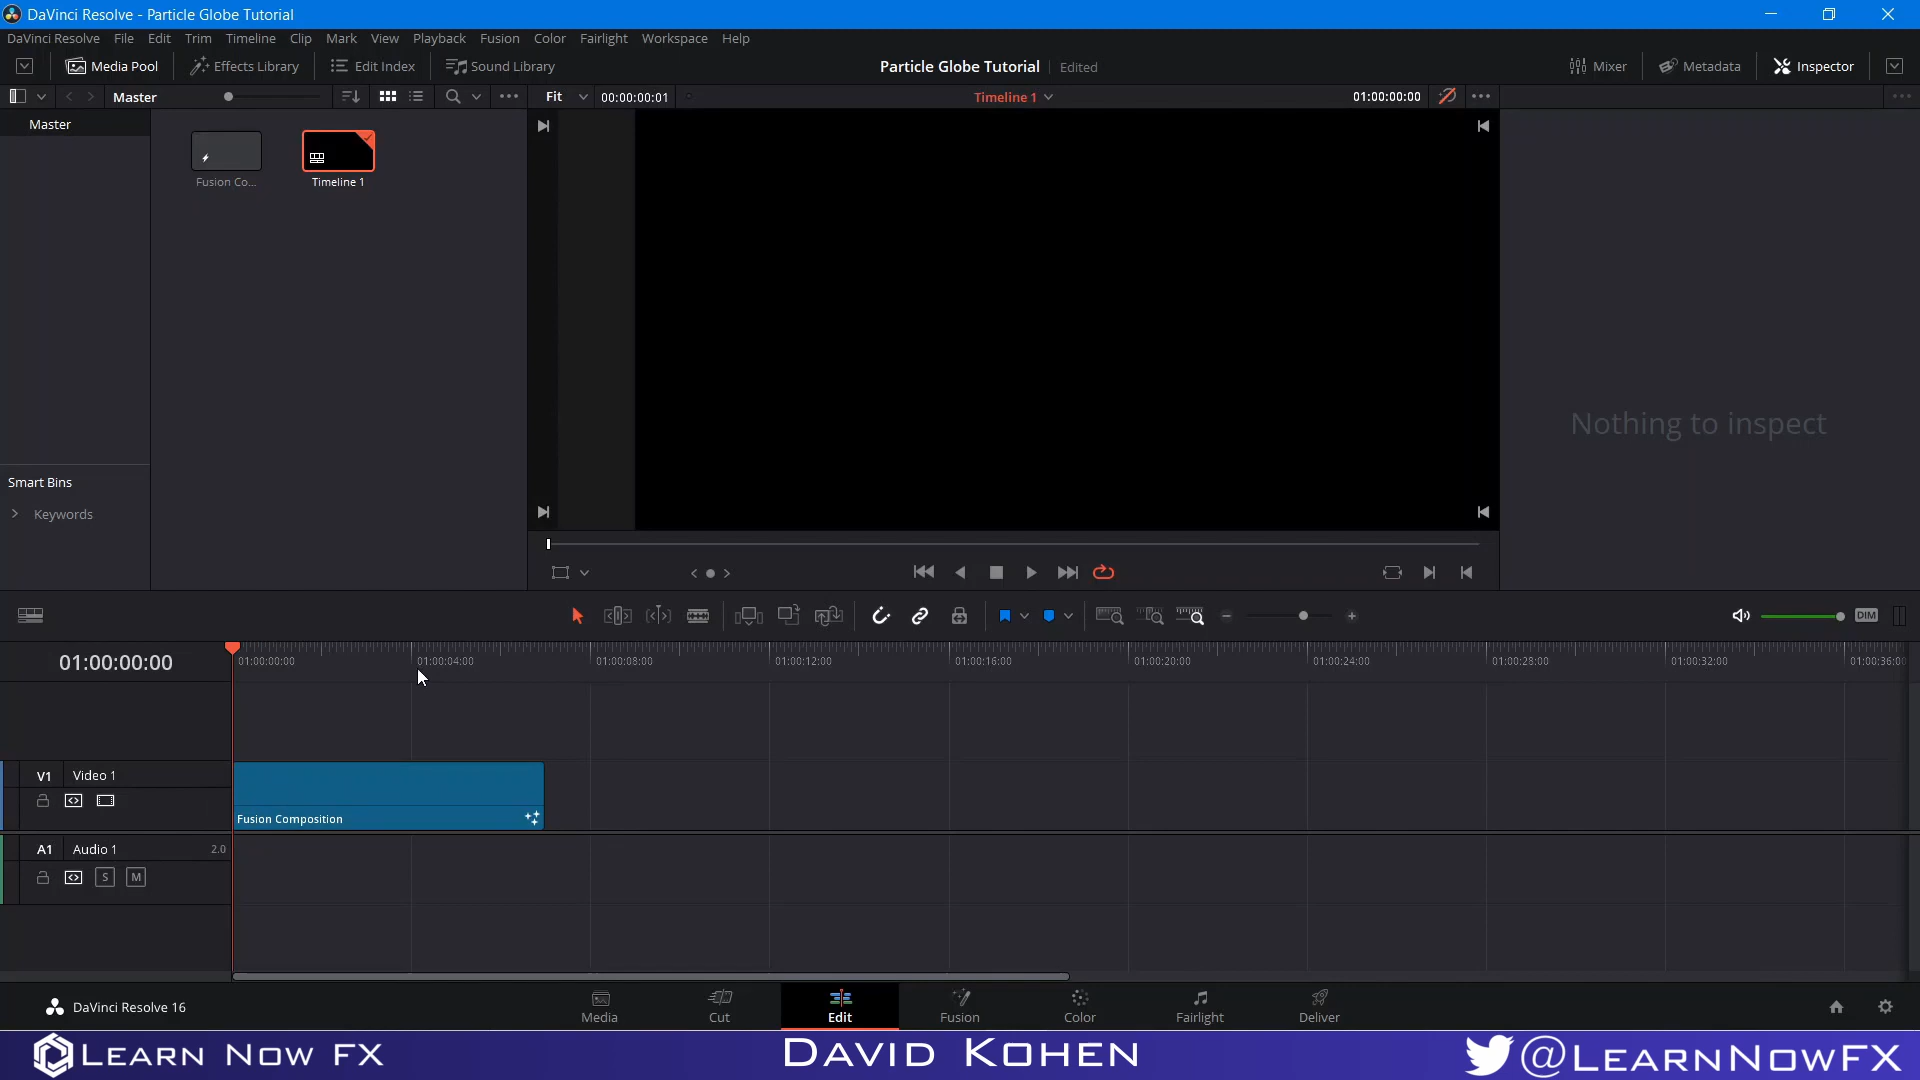 DaVinci Resolve - Particle Globe Tutorial
DaVinci Resolve File Edit Trim Timeline Clip Mark View Playback Fusion Color Fairlight Workspace Help
Media Pool Effects Library Edit Index Sound Library Particle Globe Tutorial Edited Mixer Metadata Inspector
Master Fit 00:00:00:01 Timeline 1 01:00:00:00
Master
Fusion Co... Timeline 1
Nothing to inspect
Smart Bins
Keywords
DIM
01:00:00:00 01:00:00:00 01:00:04:00 01:00:08:00 01:00:12:00 01:00:16:00 01:00:20:00 01:00:24:00 01:00:28:00 01:00:32:00 01:00:36:00
V1 Video 1
Fusion Composition
A1 Audio 1 2.0
S M
DaVinci Resolve 16 Media Cut Edit Fusion Color Fairlight Deliver
Learn Now FX David Kohen @LearnNowFX